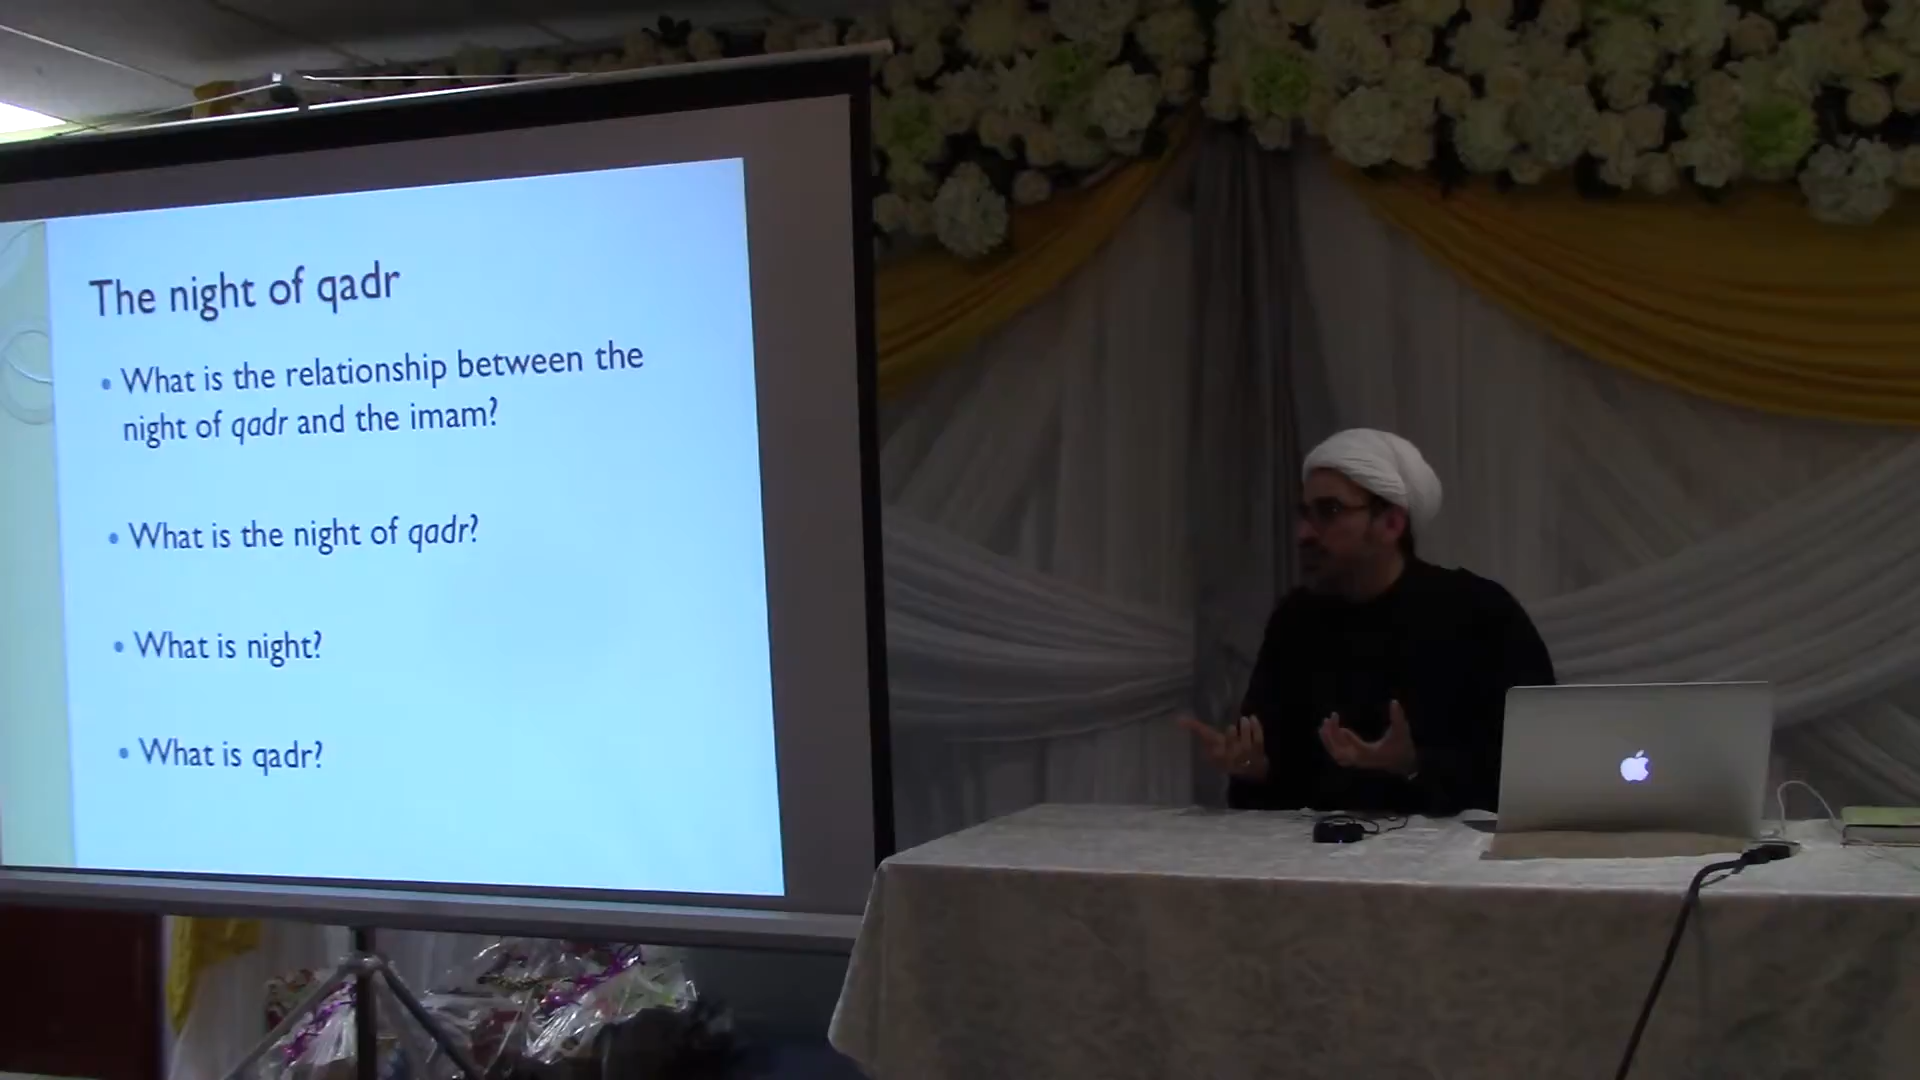 The night of qadr
• What is the relationship between the
night of qadr and the imam?
• What is the night of qadr?
• What is night?
• What is qadr?